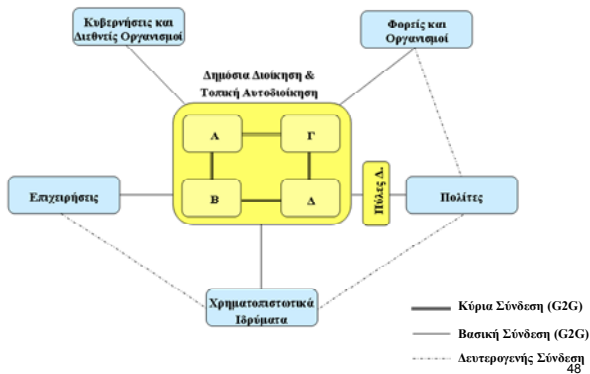 Κυβερνήσεις και
Διεθνείς Οργανισμοί
Φορείς και
Οργανισμοί
Δημόσια Διοίκηση &
Τοπική Αυτοδιοίκηση
Α
Γ
Β
Δ
Πύλες Δ.
Επιχειρήσεις
Πολίτες
Χρηματοπιστωτικά
Ιδρύματα
Κύρια Σύνδεση (G2G)
Βασική Σύνδεση (G2G)
Δευτερογενής Σύνδεση
48